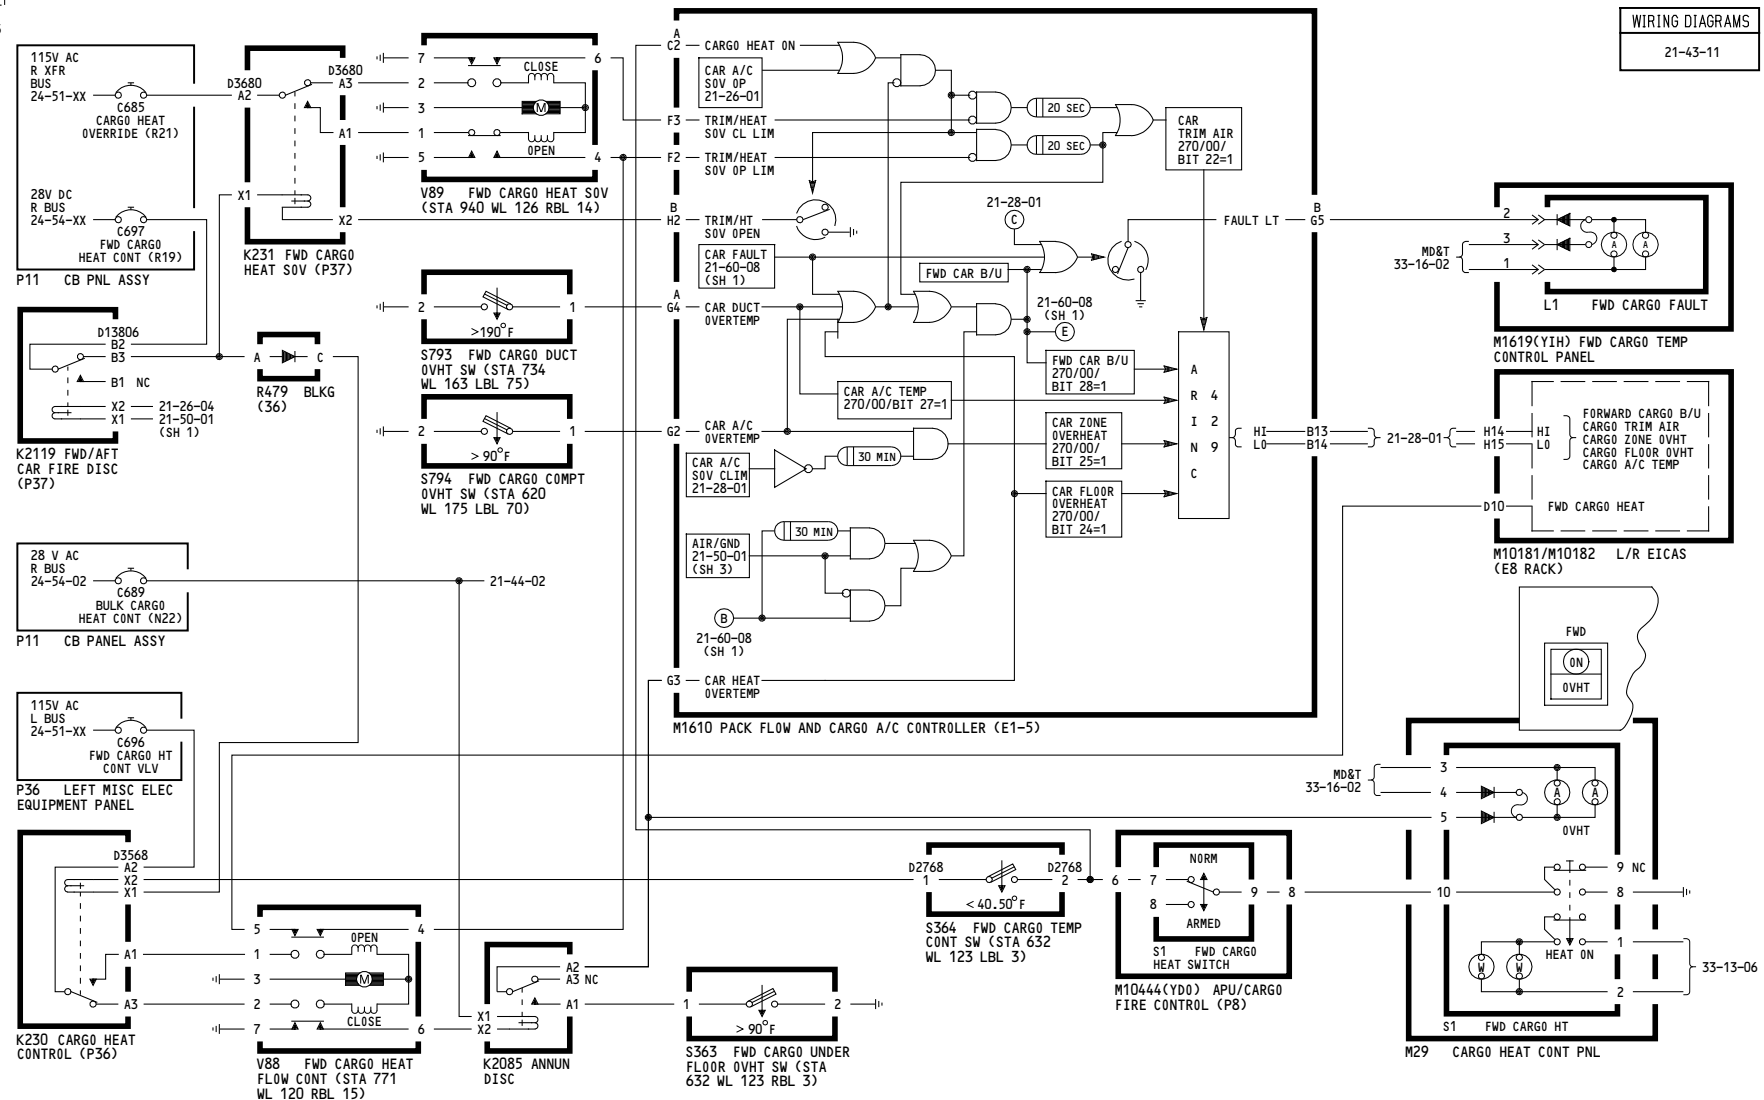 WIRING DIAGRAMS
21-43-11
115V AC
R XFR
BUS
24-51-XX
C685
CARGO HEAT
OVERRIDE (R21)
28V DC
R BUS
24-54-XX
C697
FWD CARGO
HEAT CONT (R19)
P11 CB PNL ASSY
D3680
A2
D3680
A3
A1
X1
X2
K231 FWD CARGO
HEAT SOV (P37)
7
6
CLOSE
2
3
M
1
OPEN
5
4
V89 FWD CARGO HEAT SOV
(STA 940 WL 126 RBL 14)
D13806
B2
B3
B1 NC
X2 21-26-04
X1 21-50-01
(SH 1)
K2119 FWD/AFT
CAR FIRE DISC
(P37)
A
C
R479 BLKG
(36)
2
1
>190°F
S793 FWD CARGO DUCT
OVHT SW (STA 734
WL 163 LBL 75)
2
1
> 90°F
S794 FWD CARGO COMPT
OVHT SW (STA 620
WL 175 LBL 70)
28 V AC
R BUS
24-54-02
C689
BULK CARGO
HEAT CONT (N22)
P11 CB PANEL ASSY
21-44-02
115V AC
L BUS
24-51-XX
C696
FWD CARGO HT
CONT VLV
P36 LEFT MISC ELEC
EQUIPMENT PANEL
D3568
A2
X2
X1
A1
A3
K230 CARGO HEAT
CONTROL (P36)
5
4
OPEN
1
3
M
2
CLOSE
7
6
V88 FWD CARGO HEAT
FLOW CONT (STA 771
WL 120 RBL 15)
A2
A3 NC
A1
X1
X2
K2085 ANNUN
DISC
1
2
> 90°F
S363 FWD CARGO UNDER
FLOOR OVHT SW (STA
632 WL 123 RBL 3)
A
C2 CARGO HEAT ON
CAR A/C
SOV OP
21-26-01
F3 TRIM/HEAT
SOV CL LIM
F2 TRIM/HEAT
SOV OP LIM
B
H2 TRIM/HT
SOV OPEN
20 SEC
20 SEC
CAR
TRIM AIR
270/00/
BIT 22=1
CAR FAULT
21-60-08
(SH 1)
21-28-01
C
FWD CAR B/U
21-60-08
(SH 1)
E
FAULT LT
B
G5
A
G4 CAR DUCT
OVERTEMP
FWD CAR B/U
270/00/
BIT 28=1
CAR A/C TEMP
270/00/BIT 27=1
G2 CAR A/C
OVERTEMP
CAR ZONE
OVERHEAT
270/00/
BIT 25=1
CAR A/C
SOV CLIM
21-28-01
30 MIN
CAR FLOOR
OVERHEAT
270/00/
BIT 24=1
30 MIN
AIR/GND
21-50-01
(SH 3)
B
21-60-08
(SH 1)
G3 CAR HEAT
OVERTEMP
A
R 4
I 2
N 9
C
HI B13
LO B14
21-28-01
M1610 PACK FLOW AND CARGO A/C CONTROLLER (E1-5)
2
3
1
MD&T
33-16-02
A
A
L1 FWD CARGO FAULT
M1619(YIH) FWD CARGO TEMP
CONTROL PANEL
H14 HI
H15 LO
FORWARD CARGO B/U
CARGO TRIM AIR
CARGO ZONE OVHT
CARGO FLOOR OVHT
CARGO A/C TEMP
D10 FWD CARGO HEAT
M10181/M10182 L/R EICAS
(E8 RACK)
FWD
ON
OVHT
D2768
1
D2768
2
< 40.50°F
S364 FWD CARGO TEMP
CONT SW (STA 632
WL 123 LBL 3)
NORM
6
7
8
9
8
ARMED
S1 FWD CARGO
HEAT SWITCH
M10444(YD0) APU/CARGO
FIRE CONTROL (P8)
MD&T
33-16-02
3
4
5
A
A
OVHT
9 NC
10
8
HEAT ON
1
W
W
2
33-13-06
S1 FWD CARGO HT
M29 CARGO HEAT CONT PNL